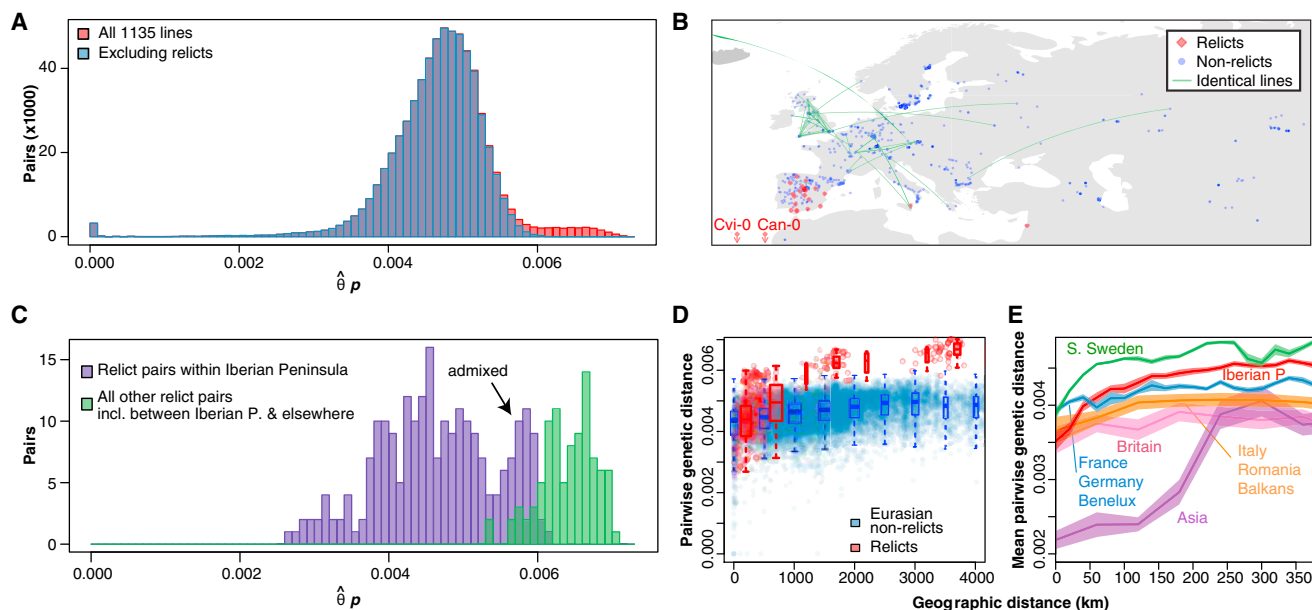 A
All 1135 lines
Excluding relicts
Pairs (x1000)
40
20
0
0.000
0.002
0.004
0.006
θ̂ p
B
Relicts
Non-relicts
Identical lines
Cvi-0
Can-0
C
Relict pairs within Iberian Peninsula
All other relict pairs
incl. between Iberian P. & elsewhere
admixed
Pairs
15
10
5
0
0.000
0.002
0.004
0.006
θ̂ p
D
Pairwise genetic distance
0.006
0.004
0.002
0.000
Eurasian
non-relicts
Relicts
0
1000
2000
3000
4000
E
Mean pairwise genetic distance
0.004
0.003
0.002
S. Sweden
Iberian P.
Britain
France
Germany
Benelux
Italy
Romania
Balkans
Asia
0
50
100
150
200
250
300
350
Geographic distance (km)